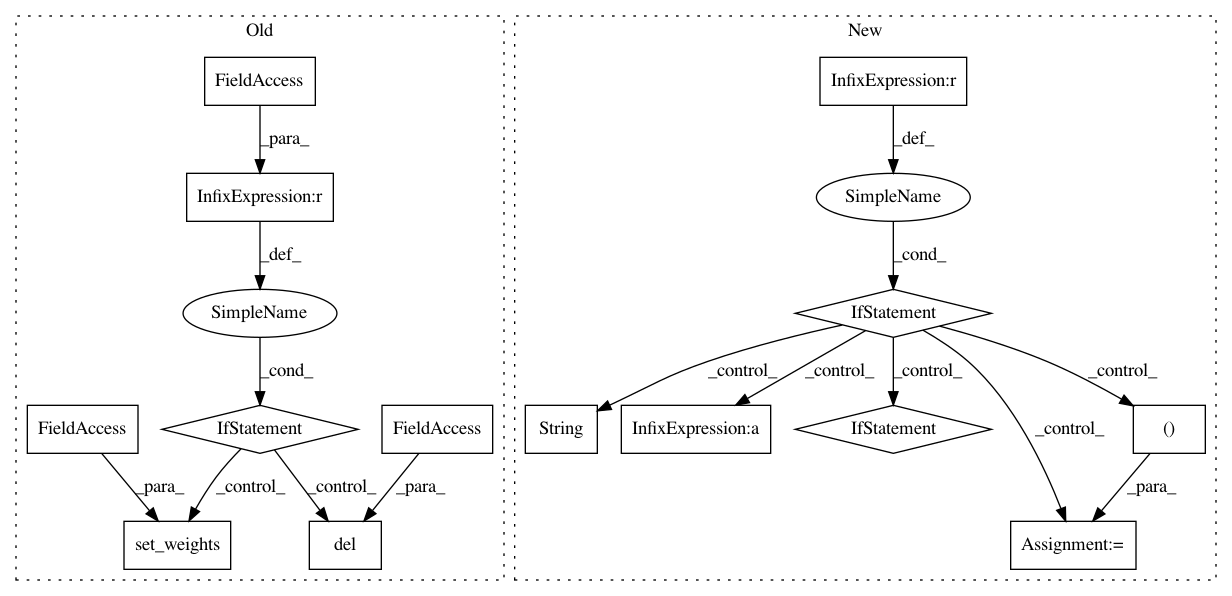 Old
New
FieldAccess
InfixExpression:r
_para_
_def_
InfixExpression:r
SimpleName
_def_
_cond_
SimpleName
IfStatement
_cond_
_control_
_control_
_control_
_control_
_control_
FieldAccess
IfStatement
FieldAccess
String
InfixExpression:a
IfStatement
()
_para_
_control_
_control_
_para_
_para_
set_weights
del
Assignment:=